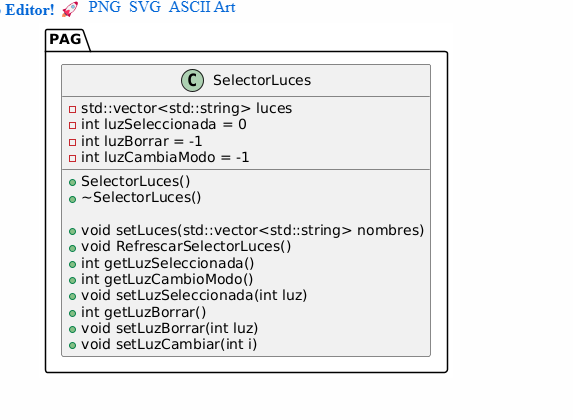 Editor! 🚀 PNG SVG ASCII Art
PAG
C SelectorLuces
std::vector<std::string> luces
int luzSeleccionada = 0
int luzBorrar = -1
int luzCambiaModo = -1
SelectorLuces()
~SelectorLuces()
void setLuces(std::vector<std::string> nombres)
void RefrescarSelectorLuces()
int getLuzSeleccionada()
int getLuzCambioModo()
void setLuzSeleccionada(int luz)
int getLuzBorrar()
void setLuzBorrar(int luz)
void setLuzCambiar(int i)